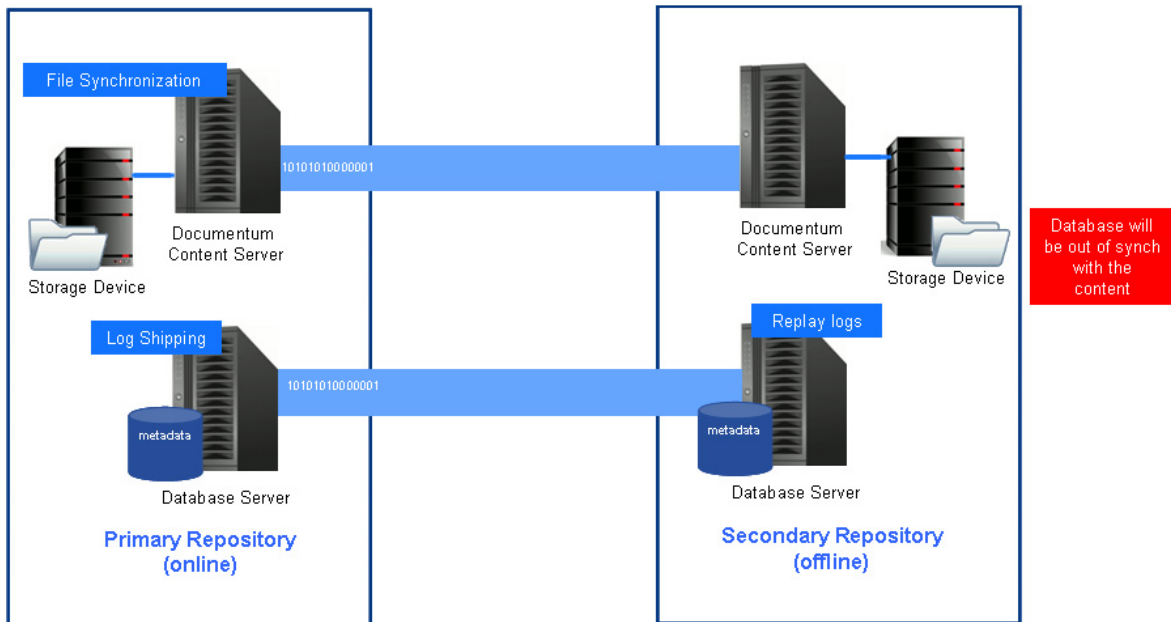 File Synchronization
10101010000001
Documentum
Content Server
Storage Device
Log Shipping
10101010000001
metadata
Database Server
Primary Repository
(online)
Documentum
Content Server
Storage Device
Replay logs
metadata
Database Server
Secondary Repository
(offline)
Database will
be out of synch
with the
content